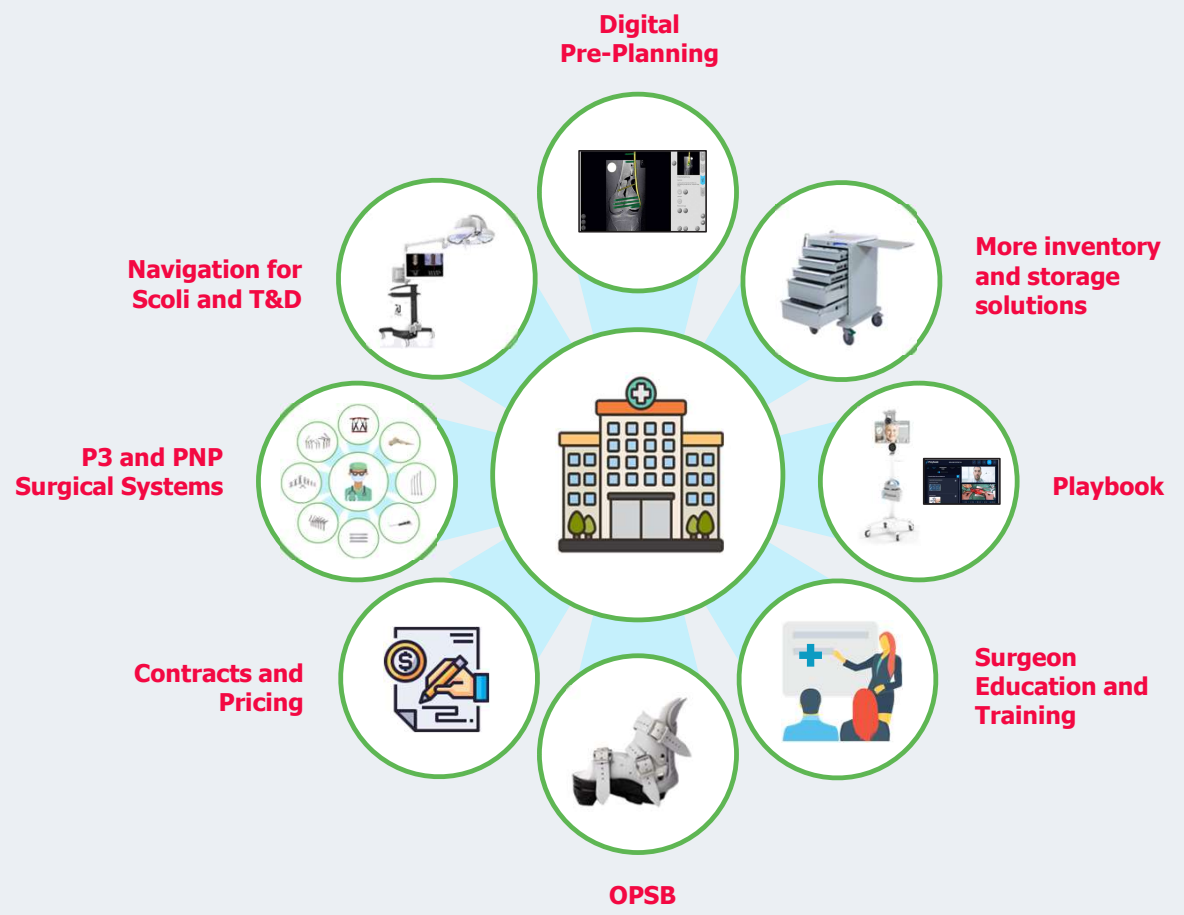 Digital
Pre-Planning
Navigation for
Scoli and T&D
More inventory
and storage
solutions
P3 and PNP
Surgical Systems
Playbook
Contracts and
Pricing
Surgeon
Education and
Training
OPSB